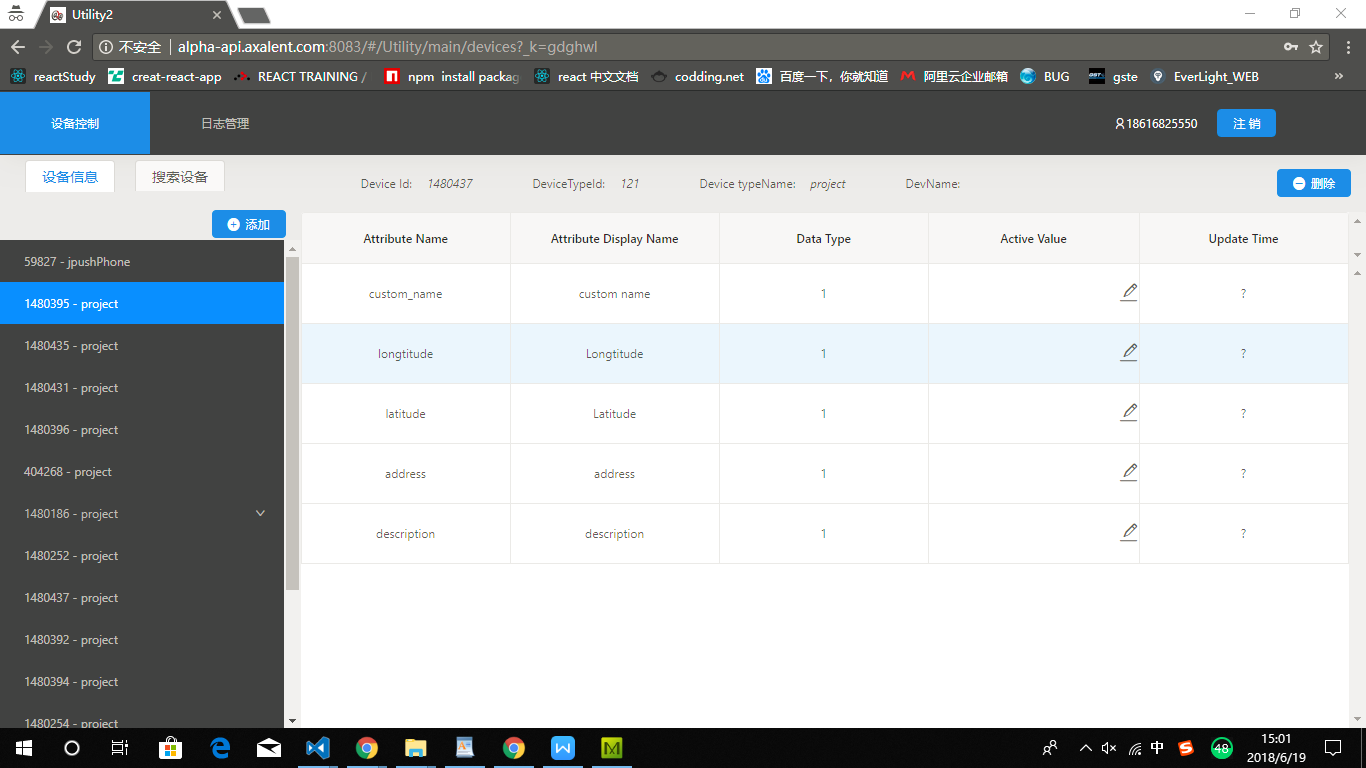 Utility2
不安全 | alpha-api.axalent.com:8083/#/Utility/main/devices?_k=gdghwl
reactStudy creat-react-app REACT TRAINING / npm install packag react 中文文档 codding.net 百度一下，你就知道 阿里云企业邮箱 BUG gste EverLight_WEB »
设备控制 日志管理 18616825550 注 销
设备信息 搜索设备 Device Id: 1480437 DeviceTypeId: 121 Device typeName: project DevName: 删除
添加
Attribute Name Attribute Display Name Data Type Active Value Update Time
59827 - jpushPhone
1480395 - project
1480435 - project
1480431 - project
1480396 - project
404268 - project
1480186 - project
1480252 - project
1480437 - project
1480392 - project
1480394 - project
1480254 - project
custom_name custom name 1 ?
longtitude Longtitude 1 ?
latitude Latitude 1 ?
address address 1 ?
description description 1 ?
中 48 15:01
2018/6/19